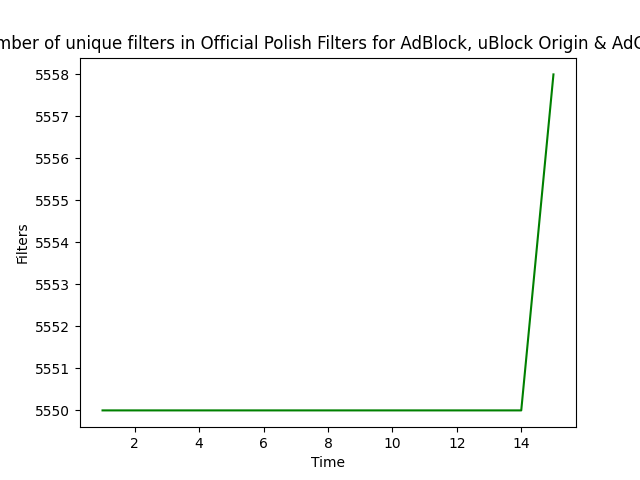 mber of unique filters in Official Polish Filters for AdBlock, uBlock Origin & AdG
5558
5557
5556
5555
5554
5553
5552
5551
5550
Filters
2 4 6 8 10 12 14
Time